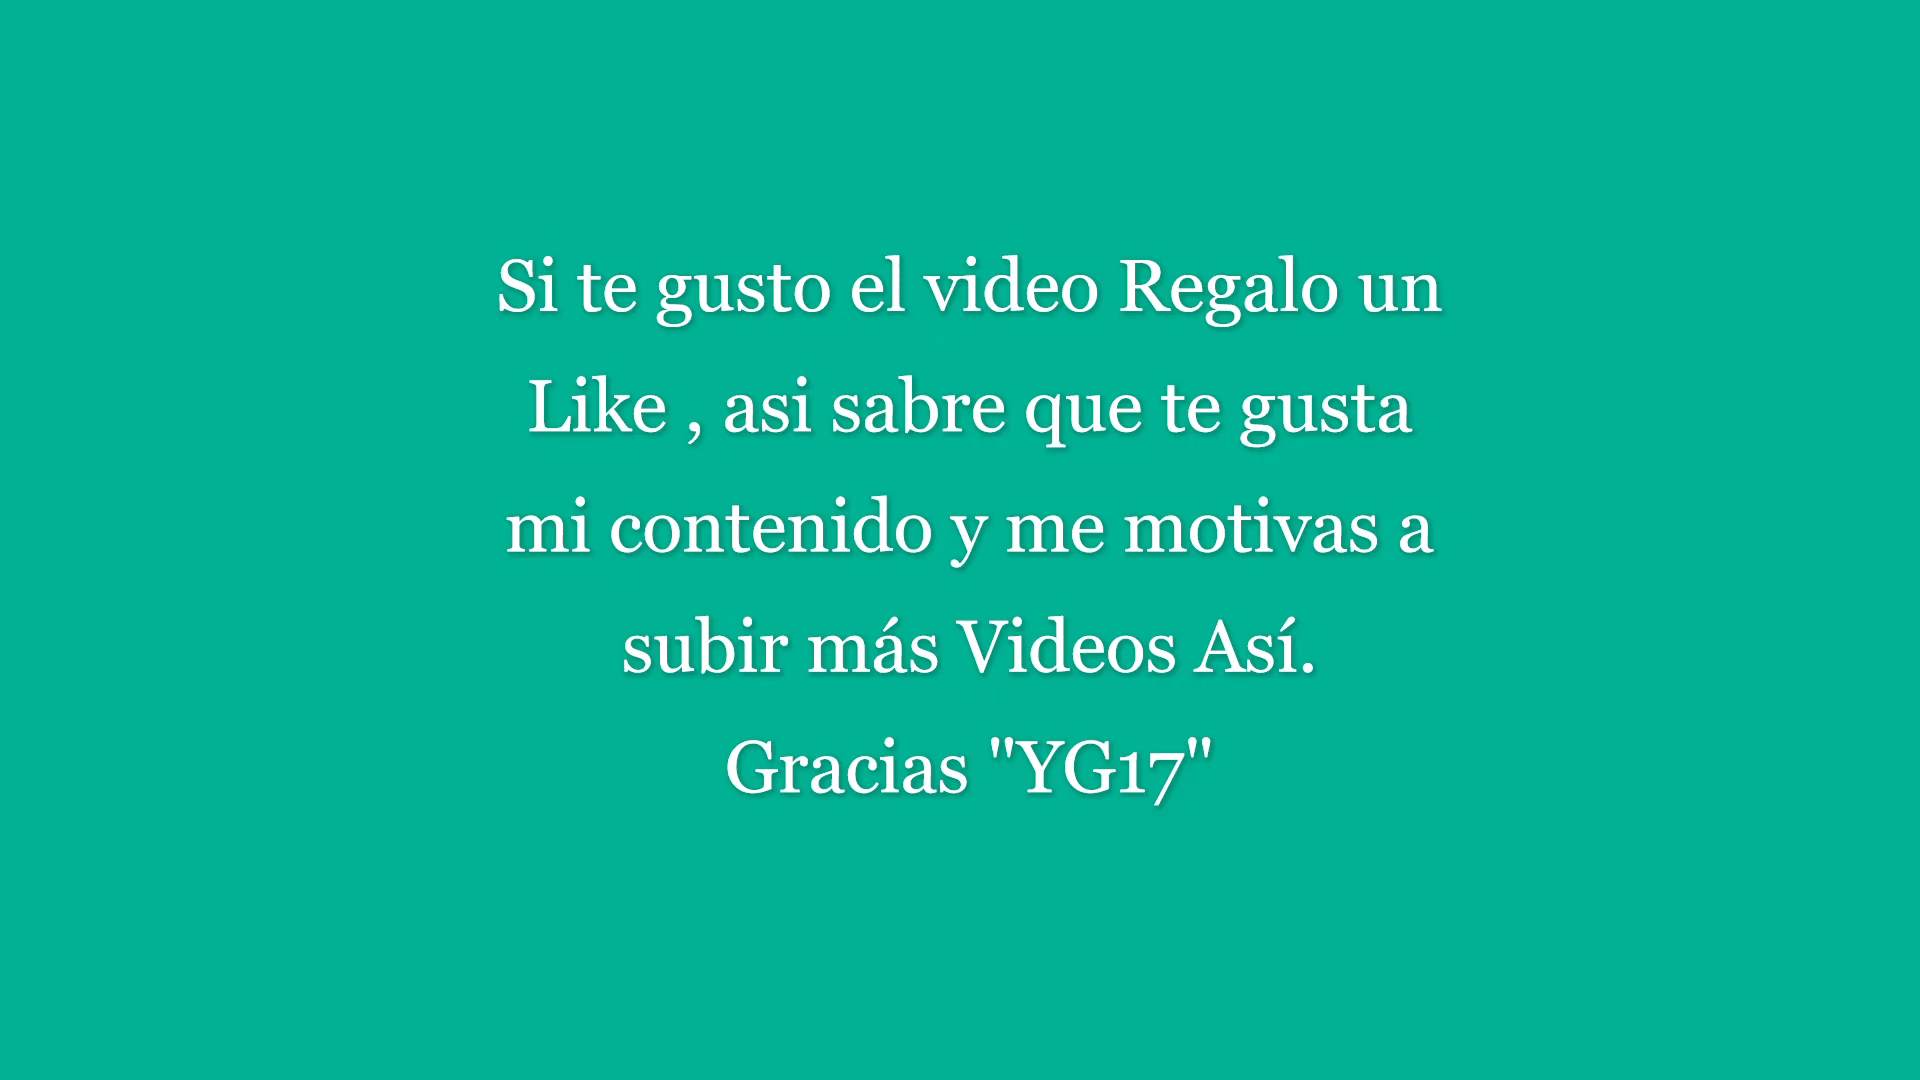 Si te gusto el video Regalo un
Like , asi sabre que te gusta
mi contenido y me motivas a
subir más Videos Así.
Gracias "YG17"